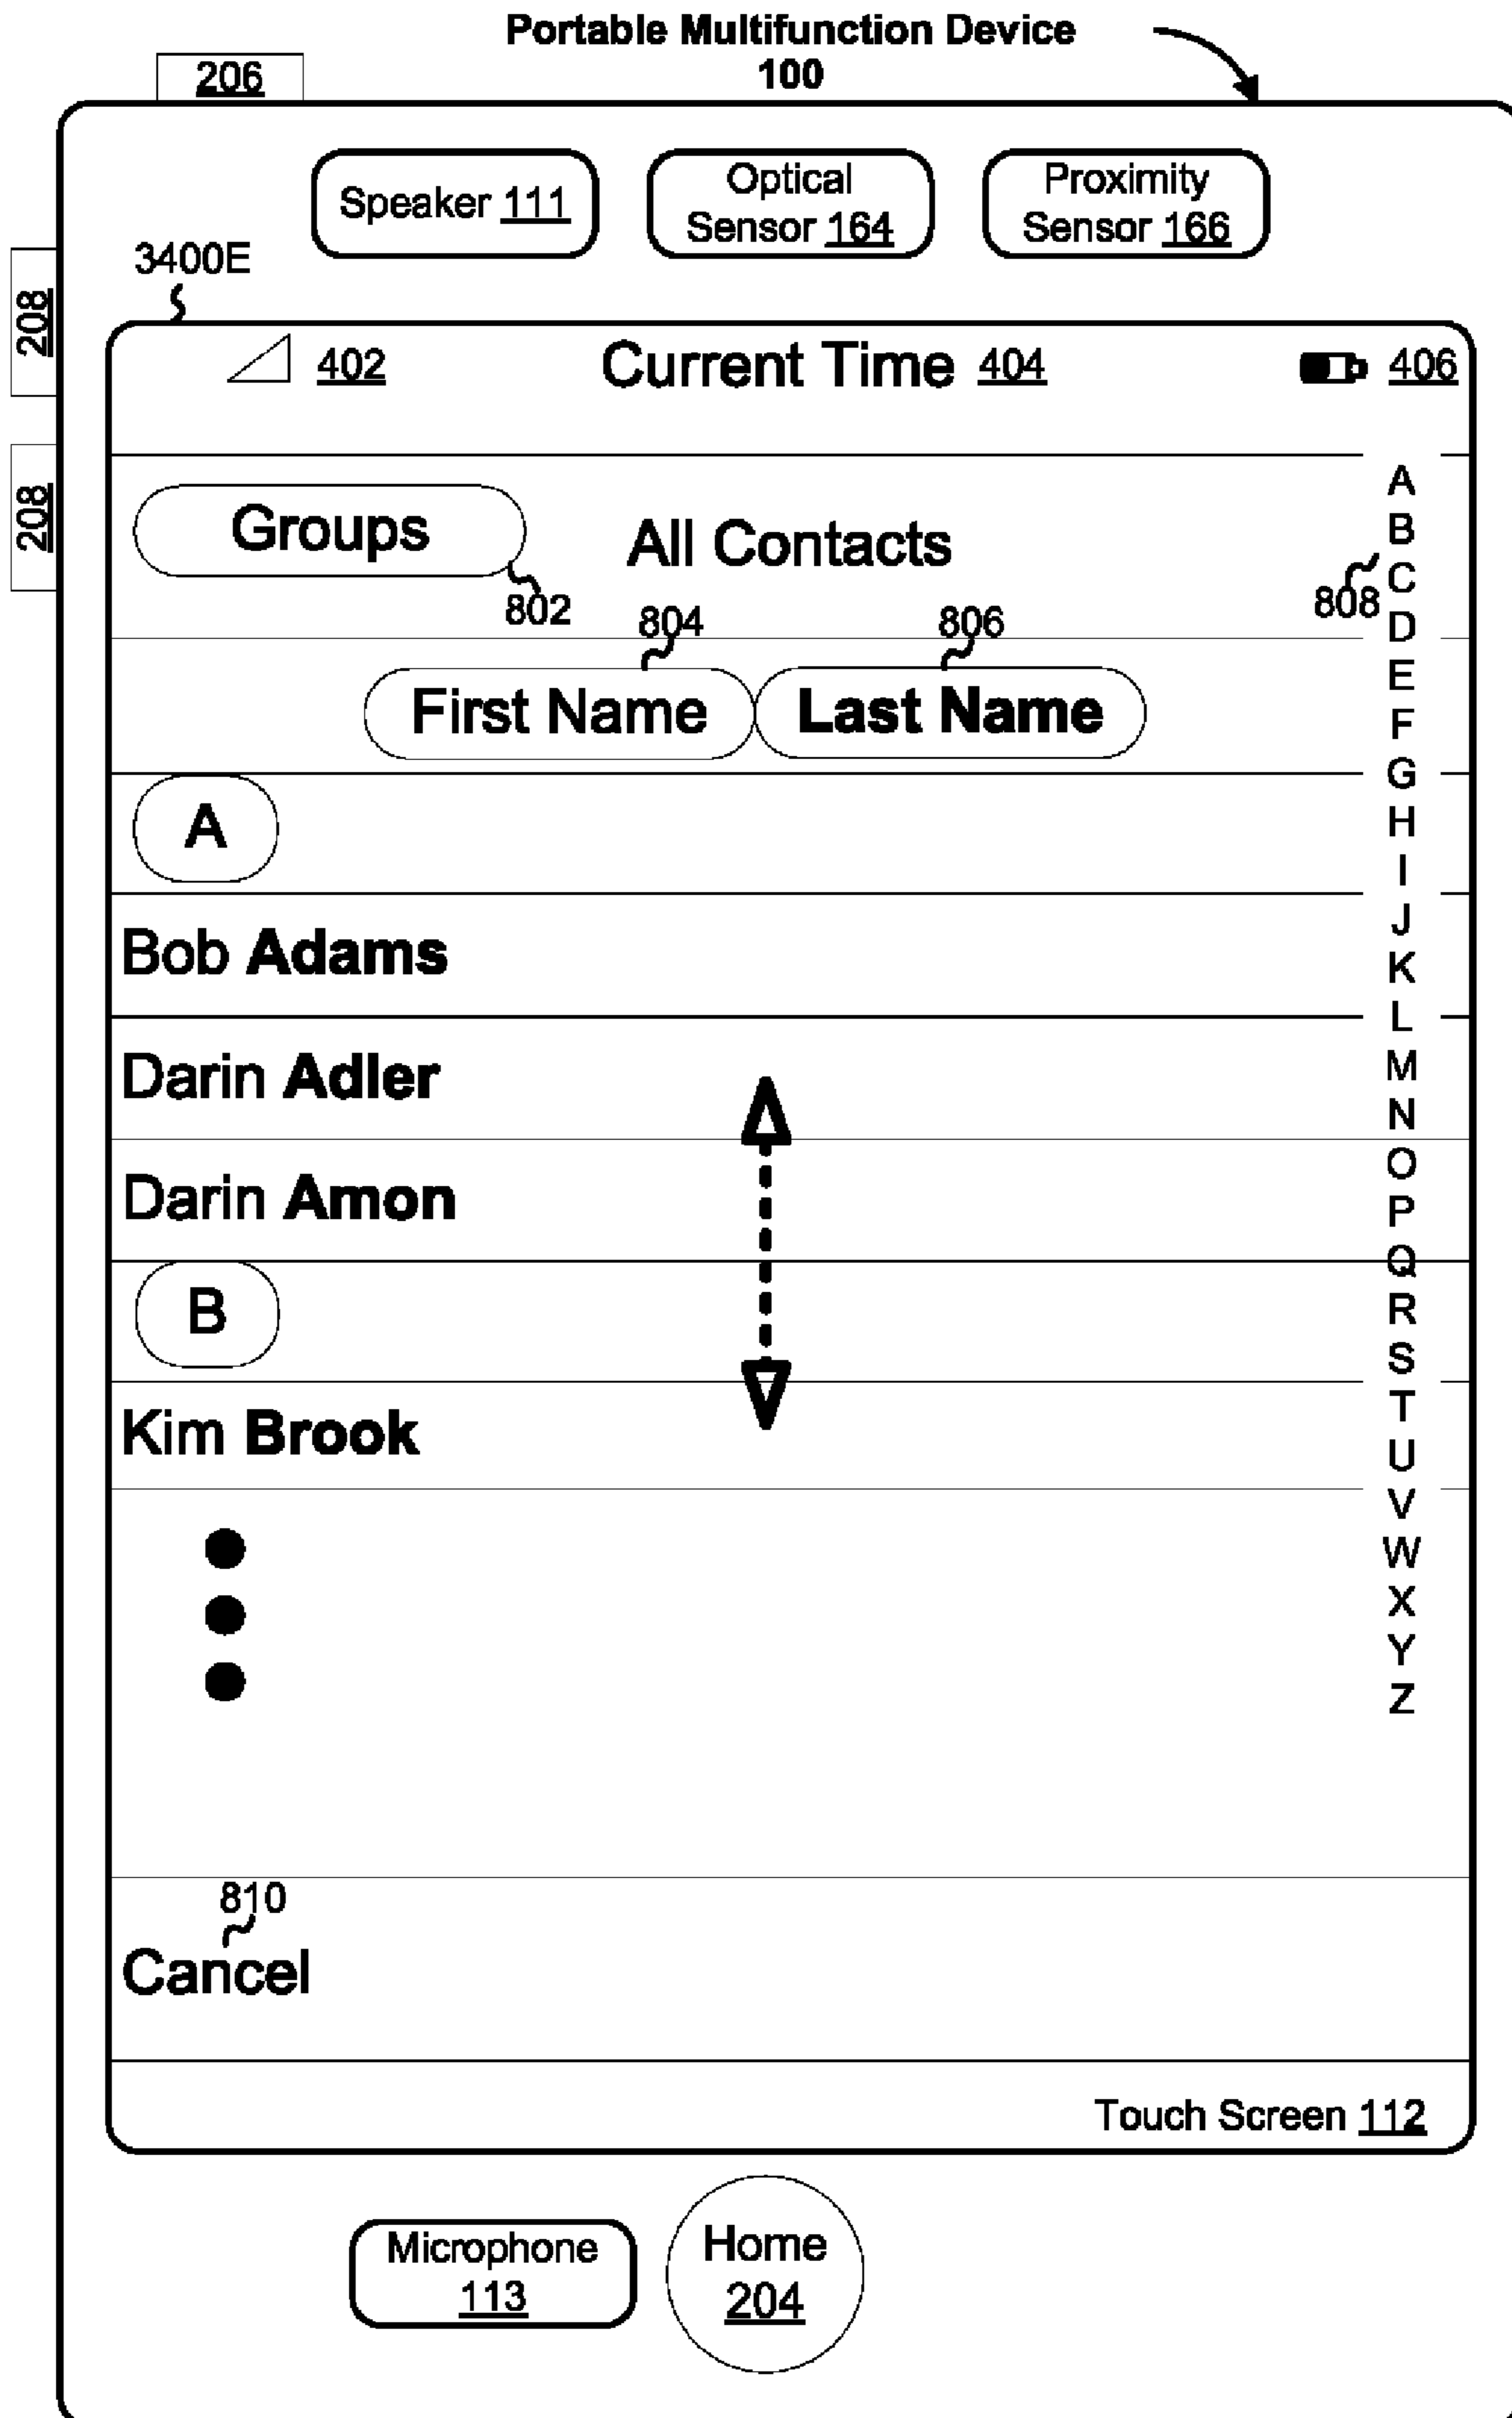 Portable Multifunction Device
100
206
Speaker 111
Optical
Sensor 164
Proximity
Sensor 166
3400E
208
208
402
Current Time 404
406
Groups
802
All Contacts
804
806
808
First Name
Last Name
A
Bob Adams
Darin Adler
Darin Amon
B
Kim Brook
A
B
C
D
E
F
G
H
I
J
K
L
M
N
O
P
Q
R
S
T
U
V
W
X
Y
Z
810
Cancel
Touch Screen 112
Microphone
113
Home
204